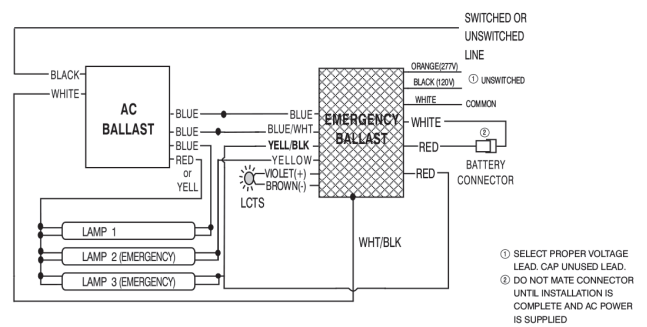 SWITCHED OR
UNSWITCHED
LINE
ORANGE(277V)
BLACK (120V)
① UNSWITCHED
WHITE
COMMON
BLACK
WHITE
AC
BALLAST
BLUE
BLUE
BLUE
RED
or
YELL
BLUE
BLUE/WHT
YELL/BLK
YELLOW
VIOLET(+)
BROWN(-)
LCTS
EMERGENCY
BALLAST
WHITE
②
RED
BATTERY
CONNECTOR
RED
LAMP 1
LAMP 2 (EMERGENCY)
LAMP 3 (EMERGENCY)
WHT/BLK
① SELECT PROPER VOLTAGE
LEAD. CAP UNUSED LEAD.
② DO NOT MATE CONNECTOR
UNTIL INSTALLATION IS
COMPLETE AND AC POWER
IS SUPPLIED